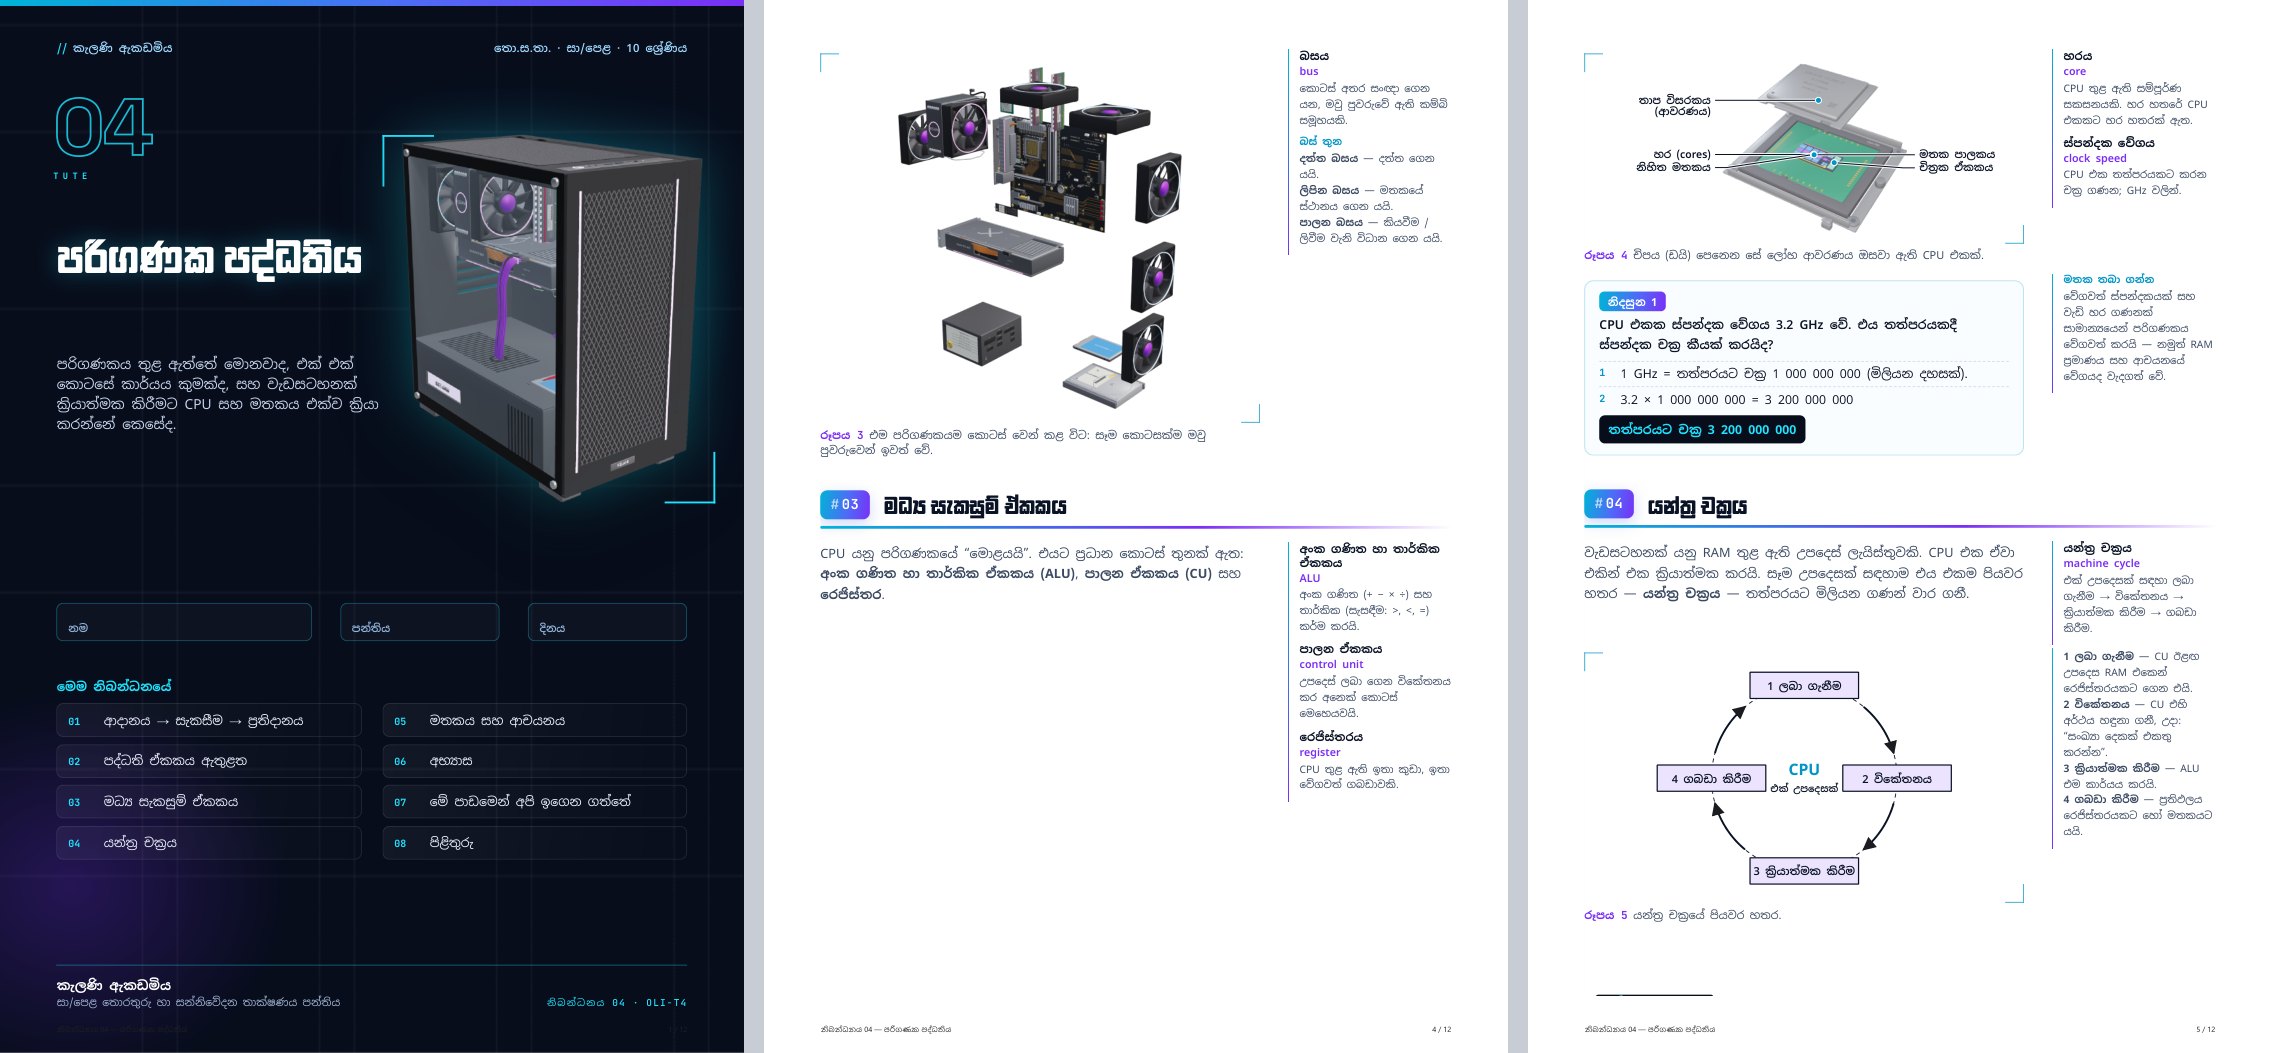 // කැලණි ඇකඩමිය
තො.ස.තා. · සා/පෙළ · 10 ශ්‍රේණිය
04
TUTE
පරිගණක පද්ධතිය
පරිගණකය තුළ ඇත්තේ මොනවාද, එක් එක්
කොටසේ කාර්යය කුමක්ද, සහ වැඩසටහනක්
ක්‍රියාත්මක කිරීමට CPU සහ මතකය එක්ව ක්‍රියා
කරන්නේ කෙසේද.
නම
පන්තිය
දිනය
මෙම නිබන්ධනයේ
01 ආදානය → සැකසීම → ප්‍රතිදානය
02 පද්ධති ඒකකය ඇතුළත
03 මධ්‍ය සැකසුම් ඒකකය
04 යන්ත්‍ර චක්‍රය
05 මතකය සහ ආචයනය
06 අභ්‍යාස
07 මේ පාඩමෙන් අපි ඉගෙන ගත්තේ
08 පිළිතුරු
කැලණි ඇකඩමිය
සා/පෙළ තොරතුරු හා සන්නිවේදන තාක්ෂණය පන්තිය
නිබන්ධනය 04 · OLI-T4
රූපය 3 එම පරිගණකයම කොටස් වෙන් කළ විට: සෑම කොටසක්ම මවු
පුවරුවෙන් ඉවත් වේ.
බසය
bus
කොටස් අතර සංඥා ගෙන
යන, මවු පුවරුවේ ඇති කම්බි
සමූහයකි.
බස් තුන
දත්ත බසය — දත්ත ගෙන
යයි.
ලිපින බසය — මතකයේ
ස්ථානය ගෙන යයි.
පාලන බසය — කියවීම /
ලිවීම වැනි විධාන ගෙන යයි.
#03 මධ්‍ය සැකසුම් ඒකකය
CPU යනු පරිගණකයේ “මොළයයි”. එයට ප්‍රධාන කොටස් තුනක් ඇත:
අංක ගණිත හා තාර්කික ඒකකය (ALU), පාලන ඒකකය (CU) සහ
රෙජිස්තර.
අංක ගණිත හා තාර්කික
ඒකකය
ALU
අංක ගණිත (+ − × ÷) සහ
තාර්කික (සැසඳීම: >, <, =)
කර්ම කරයි.
පාලන ඒකකය
control unit
උපදෙස් ලබා ගෙන විකේතනය
කර අනෙක් කොටස්
මෙහෙයවයි.
රෙජිස්තරය
register
CPU තුළ ඇති ඉතා කුඩා, ඉතා
වේගවත් ගබඩාවකි.
නිබන්ධනය 04 — පරිගණක පද්ධතිය
4 / 12
තාප විසරකය
(ආවරණය)
හර (cores)
නිහිත මතකය
මතක පාලකය
චිත්‍රක ඒකකය
රූපය 4 චිපය (ඩයි) පෙනෙන සේ ලෝහ ආවරණය ඔසවා ඇති CPU එකක්.
හරය
core
CPU තුළ ඇති සම්පූර්ණ
සකසනයකි. හර හතරේ CPU
එකකට හර හතරක් ඇත.
ස්පන්දක වේගය
clock speed
CPU එක තත්පරයකට කරන
චක්‍ර ගණන; GHz වලින්.
නිදසුන 1
CPU එකක ස්පන්දක වේගය 3.2 GHz වේ. එය තත්පරයකදී
ස්පන්දක චක්‍ර කීයක් කරයිද?
1 1 GHz = තත්පරයට චක්‍ර 1 000 000 000 (මිලියන දහසක්).
2 3.2 × 1 000 000 000 = 3 200 000 000
තත්පරයට චක්‍ර 3 200 000 000
මතක තබා ගන්න
වේගවත් ස්පන්දකයක් සහ
වැඩි හර ගණනක්
සාමාන්‍යයෙන් පරිගණකය
වේගවත් කරයි — නමුත් RAM
ප්‍රමාණය සහ ආචයනයේ
වේගයද වැදගත් වේ.
#04 යන්ත්‍ර චක්‍රය
වැඩසටහනක් යනු RAM තුළ ඇති උපදෙස් ලැයිස්තුවකි. CPU එක ඒවා
එකින් එක ක්‍රියාත්මක කරයි. සෑම උපදෙසක් සඳහාම එය එකම පියවර
හතර — යන්ත්‍ර චක්‍රය — තත්පරයට මිලියන ගණන් වාර ගනී.
යන්ත්‍ර චක්‍රය
machine cycle
එක් උපදෙසක් සඳහා ලබා
ගැනීම → විකේතනය →
ක්‍රියාත්මක කිරීම → ගබඩා
කිරීම.
1 ලබා ගැනීම — CU ඊළඟ
උපදෙස RAM එකෙන්
රෙජිස්තරයකට ගෙන එයි.
2 විකේතනය — CU එහි
අර්ථය හඳුනා ගනී, උදා:
“සංඛ්‍යා දෙකක් එකතු
කරන්න”.
3 ක්‍රියාත්මක කිරීම — ALU
එම කාර්යය කරයි.
4 ගබඩා කිරීම — ප්‍රතිඵලය
රෙජිස්තරයකට හෝ මතකයට
යයි.
1 ලබා ගැනීම
4 ගබඩා කිරීම
CPU
එක් උපදෙසක්
2 විකේතනය
3 ක්‍රියාත්මක කිරීම
රූපය 5 යන්ත්‍ර චක්‍රයේ පියවර හතර.
නිබන්ධනය 04 — පරිගණක පද්ධතිය
5 / 12